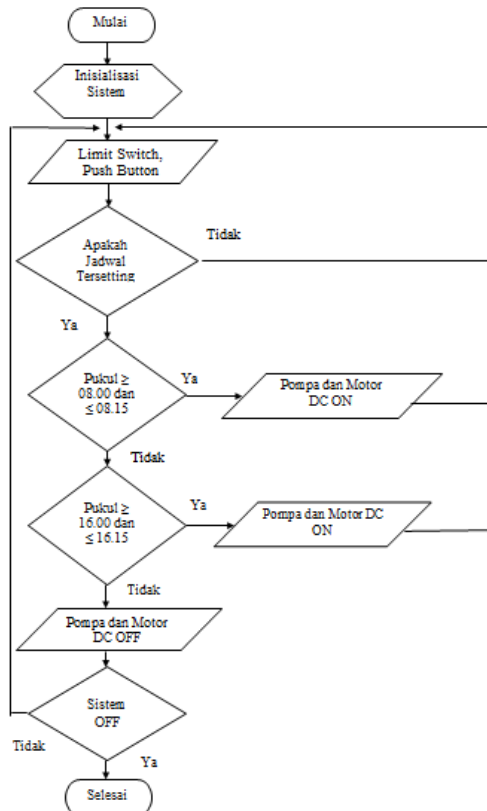 Mulai
Inisialisasi
Sistem
Limit Switch,
Push Button
Apakah
Jadwal
Tersetting
Tidak
Ya
Pukul ≥
08.00 dan
≤ 08.15
Ya
Pompa dan Motor
DC ON
Tidak
Pukul ≥
16.00 dan
≤ 16.15
Ya
Pompa dan Motor DC
ON
Tidak
Pompa dan Motor
DC OFF
Sistem
OFF
Tidak
Ya
Selesai